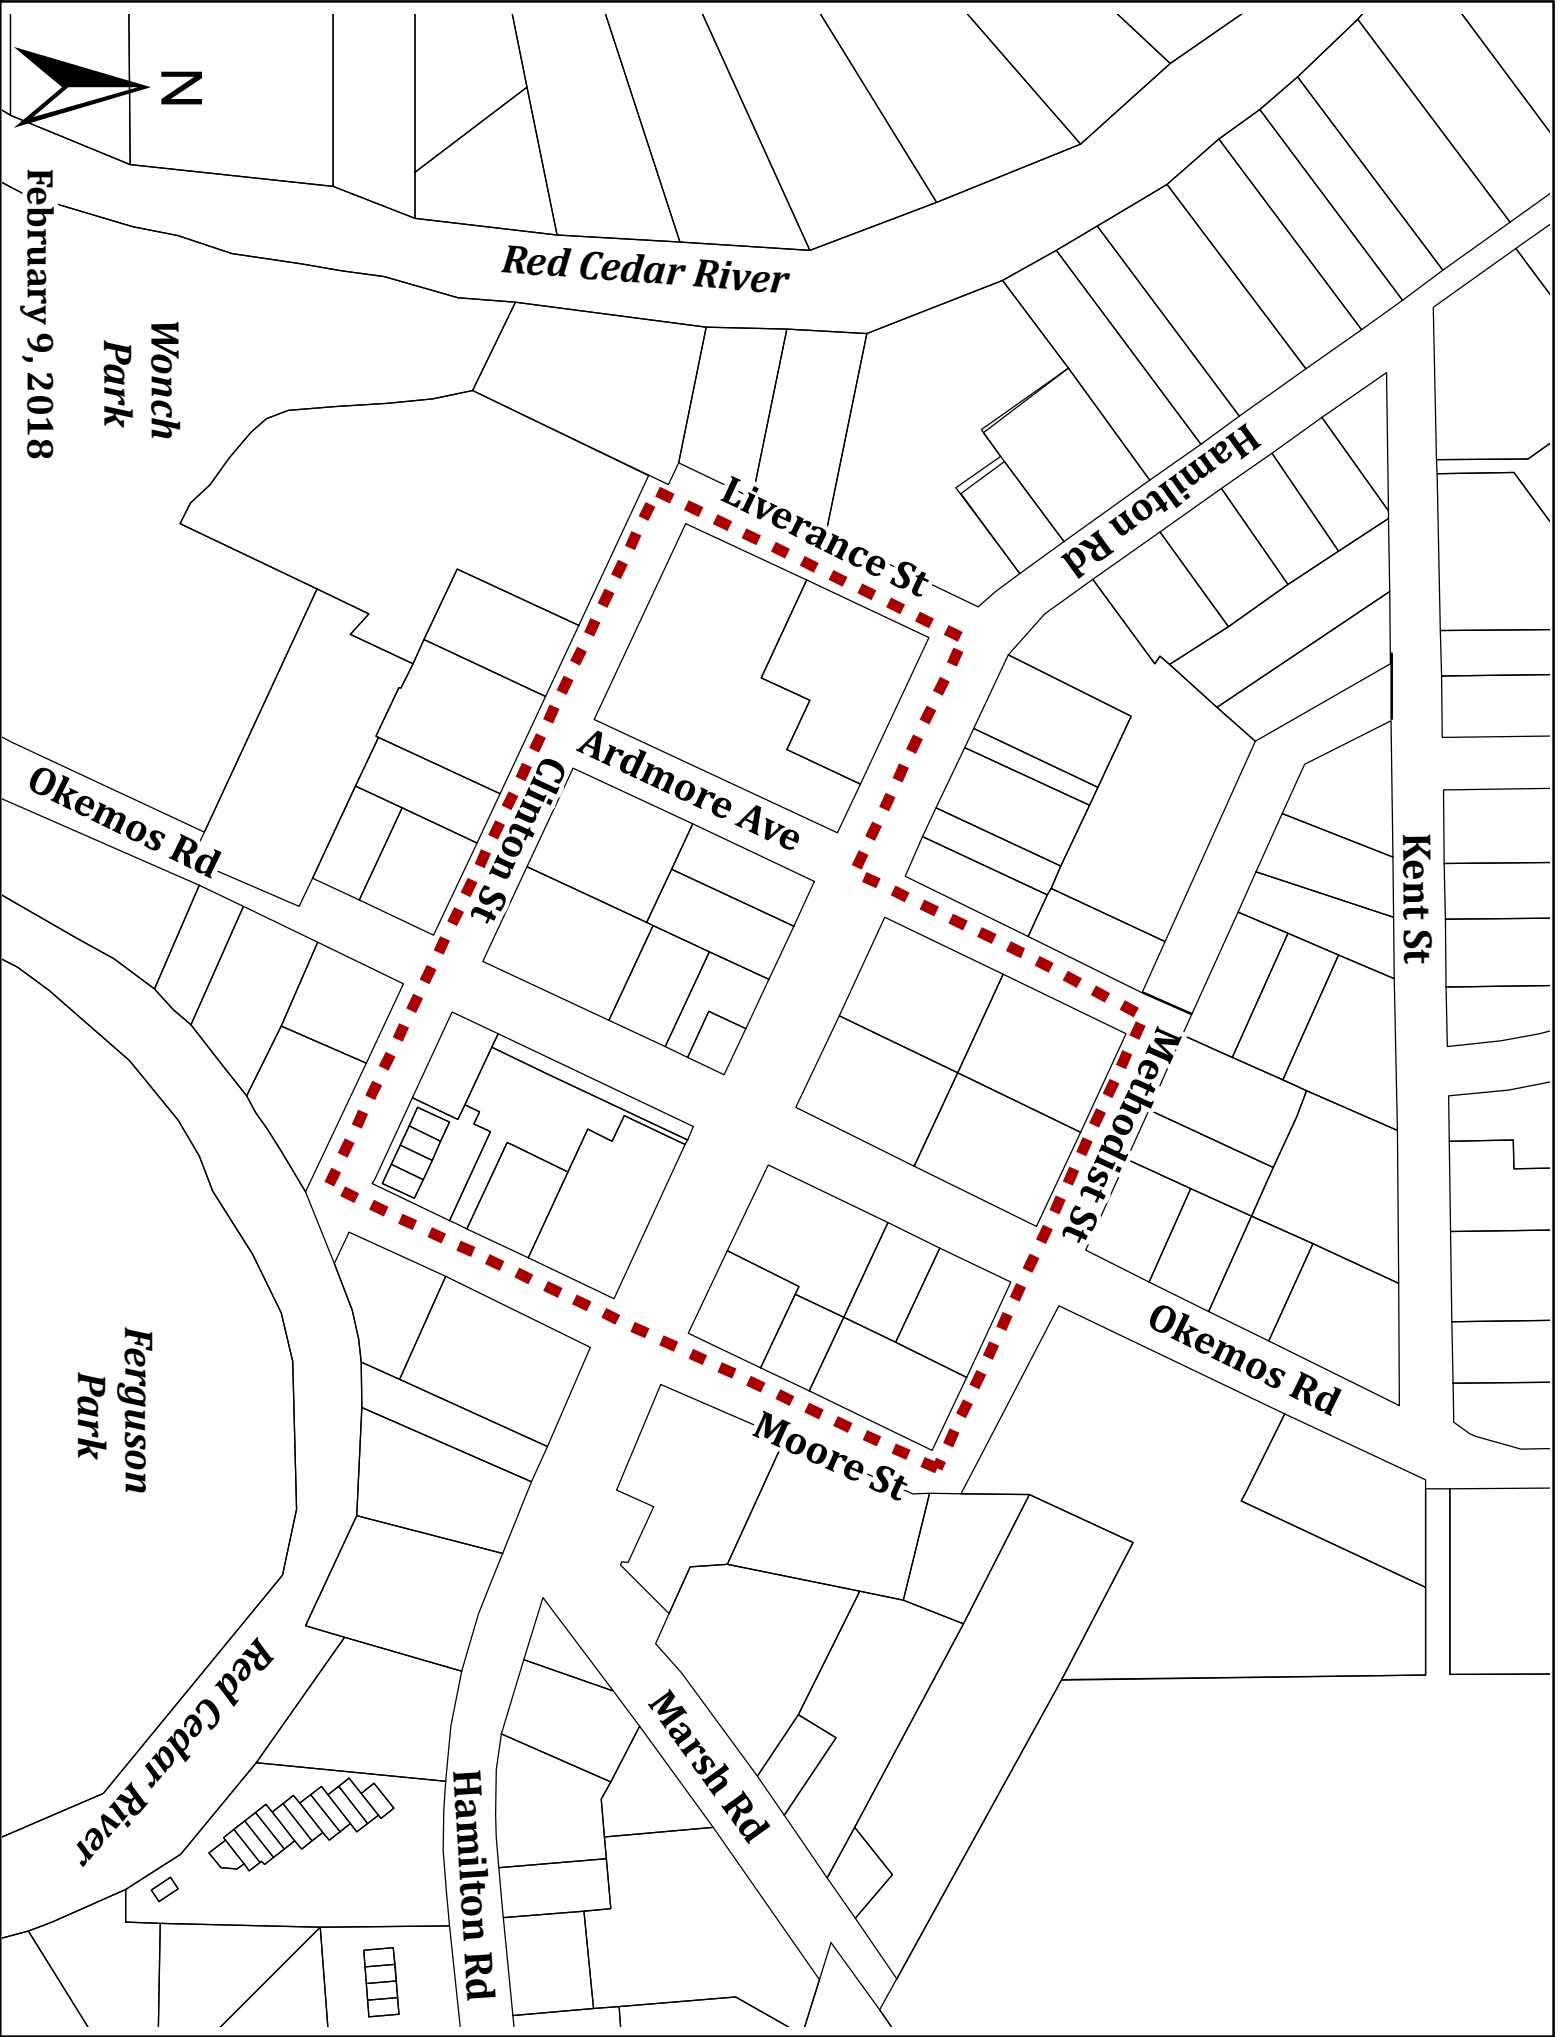 N
February 9, 2018
Wonch
Park
Red Cedar River
Hamilton Rd
Liverance St
Ardmore Ave
Clinton St
Okemos Rd
Kent St
Methodist St
Okemos Rd
Moore St
Ferguson
Park
Red Cedar River
Marsh Rd
Hamilton Rd